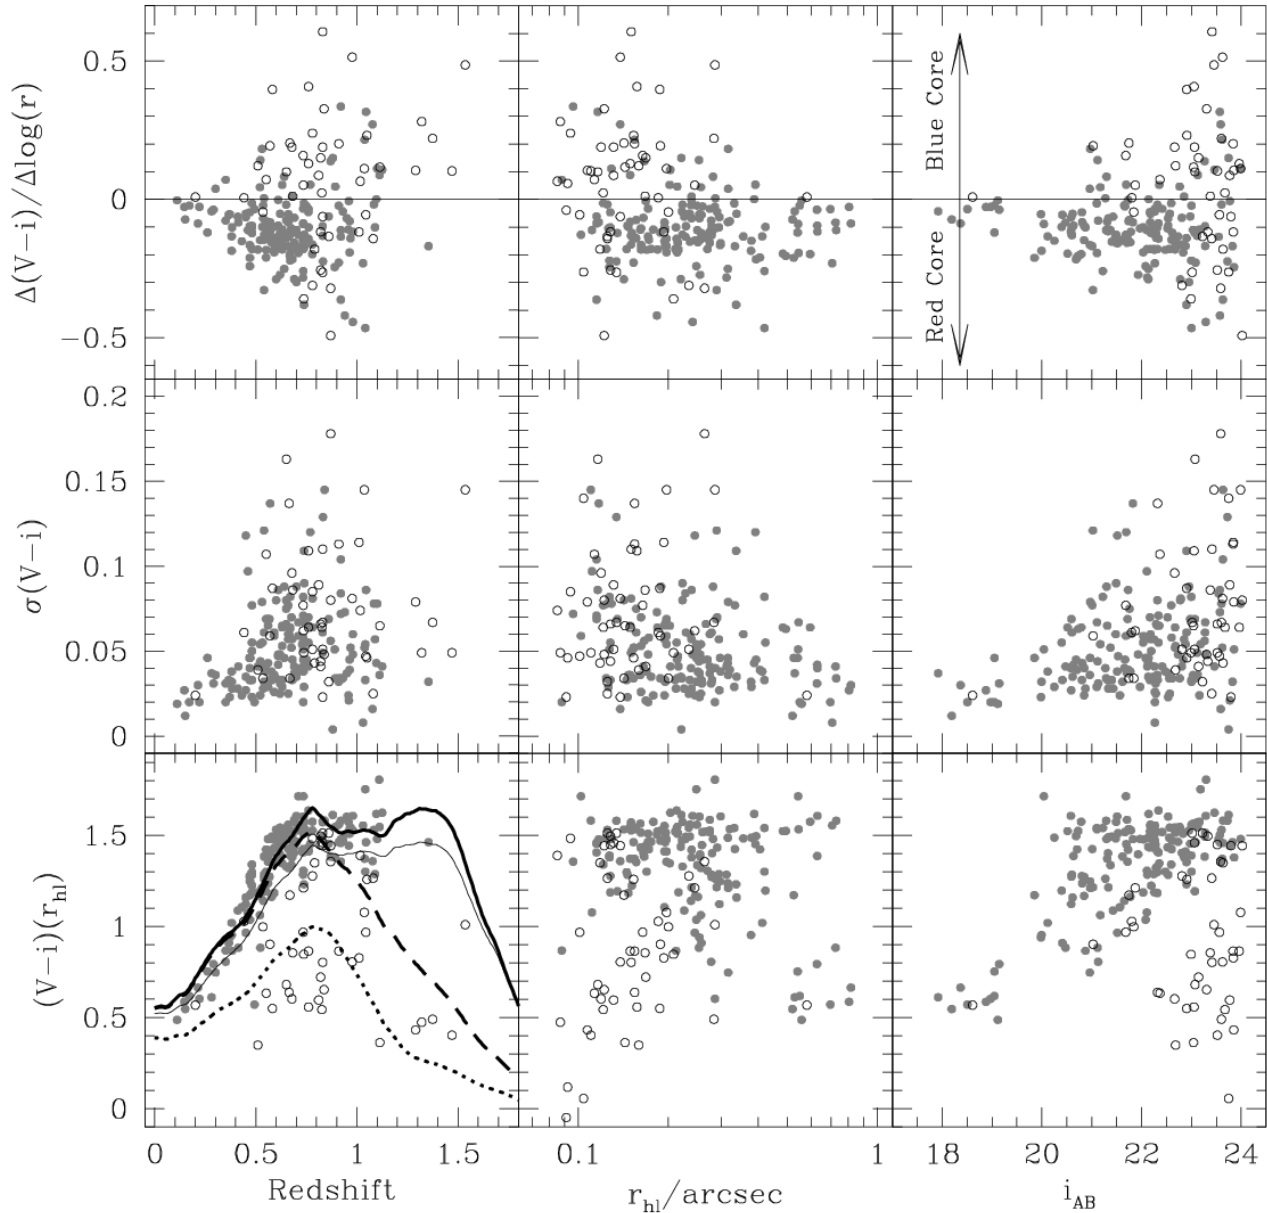 Δ(V−i)/Δlog(r)
0.5
0
−0.5
Blue Core
Red Core
σ(V−i)
0.2
0.15
0.1
0.05
0
(V−i)(r_hl)
1.5
1
0.5
0
0 0.5 1 1.5
0.1 1
18 20 22 24
Redshift
r_hl/arcsec
i_AB